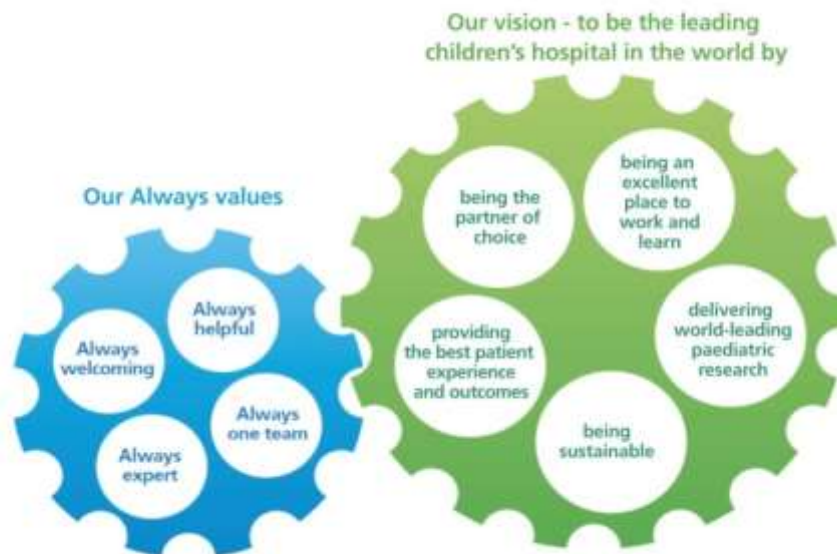 Our vision - to be the leading
children's hospital in the world by
being an
excellent
place to
work and
learn
being the
partner of
choice
delivering
world-leading
paediatric
research
providing
the best patient
experience
and outcomes
being
sustainable
Our Always values
Always
helpful
Always
welcoming
Always
one team
Always
expert